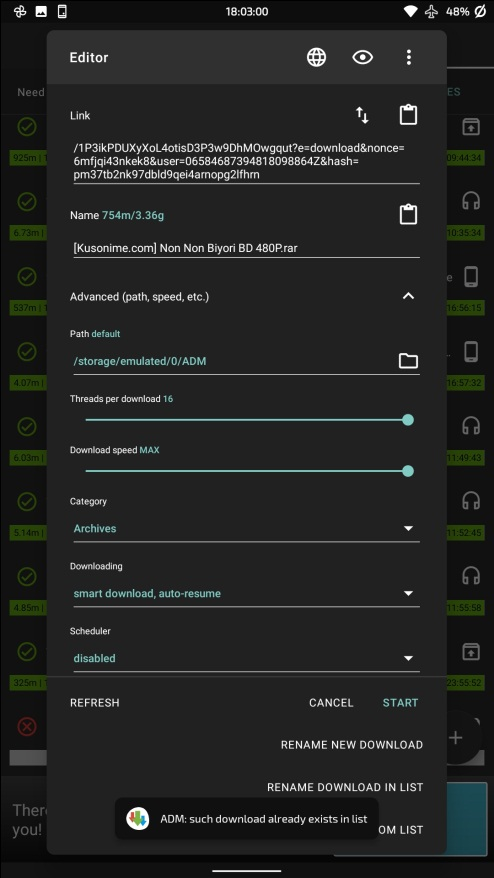 18:03:00
48%
Editor
Need
ES
Link
/1P3ikPDUXyXoL4otisD3P3w9DhMOwgqut?e=download&nonce=
6mfjqi43nkek8&user=06584687394818098864Z&hash=
pm37tb2nk97dbld9qei4arnopg2lfhrn
925m |
09:44:34
Name 754m/3.36g
6.73m |
10:35:34
[Kusonime.com] Non Non Biyori BD 480P.rar
e
Advanced (path, speed, etc.)
537m |
16:56:15
Path default
/storage/emulated/0/ADM
4.07m |
16:57:32
Threads per download 16
6.03m |
11:49:43
Download speed MAX
Category
Archives
5.14m |
11:52:45
Downloading
smart download, auto-resume
4.85m |
11:55:58
Scheduler
disabled
325m |
23:55:52
REFRESH
CANCEL
START
RENAME NEW DOWNLOAD
RENAME DOWNLOAD IN LIST
There
you!
ADM: such download already exists in list
OM LIST